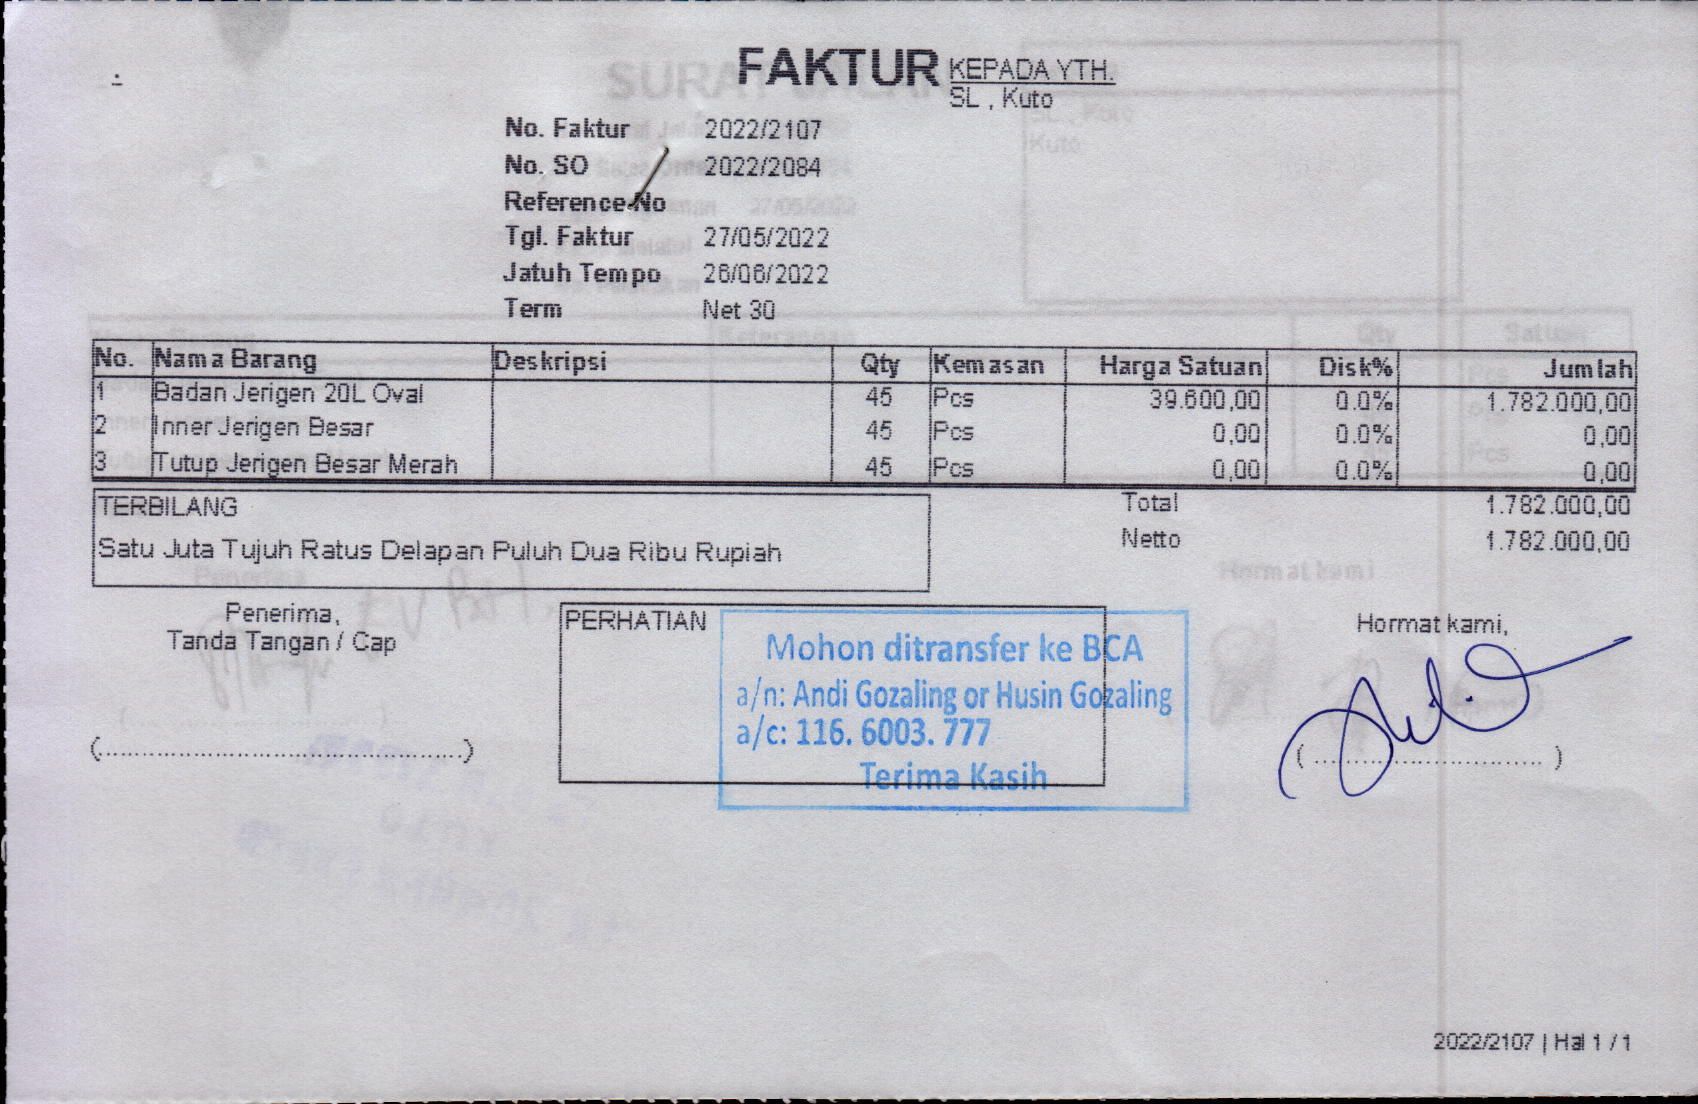 FAKTUR
KEPADA YTH.
SL , Kuto
No. Faktur 2022/2107
No. SO 2022/2084
Reference No
Tgl. Faktur 27/05/2022
Jatuh Tempo 26/06/2022
Term Net 30
No. Nama Barang Deskripsi Qty Kemasan Harga Satuan Disk% Jumlah
1 Badan Jerigen 20L Oval 45 Pcs 39.600,00 0.0% 1.782.000,00
2 Inner Jerigen Besar 45 Pcs 0,00 0.0% 0,00
3 Tutup Jerigen Besar Merah 45 Pcs 0,00 0.0% 0,00
Total 1.782.000,00
Netto 1.782.000,00
TERBILANG
Satu Juta Tujuh Ratus Delapan Puluh Dua Ribu Rupiah
Penerima,
Tanda Tangan / Cap
(........................................................)
PERHATIAN
Mohon ditransfer ke BCA
a/n: Andi Gozaling or Husin Gozaling
a/c: 116. 6003. 777
Terima Kasih
Hormat kami,
(..................................)
2022/2107 | Hal 1 / 1